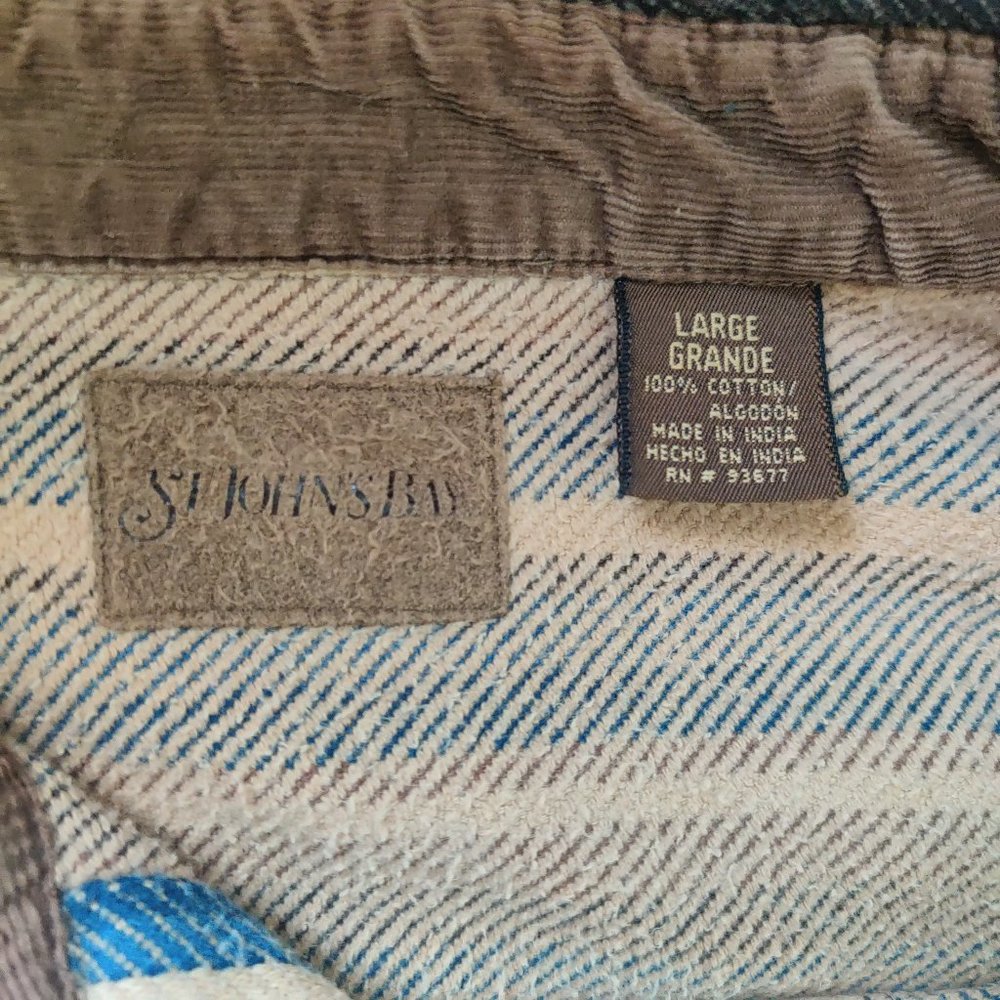 ST. JOHN'S BAY
LARGE
GRANDE
100% COTTON/
ALGODON
MADE IN INDIA
HECHO EN INDIA
RN # 93677